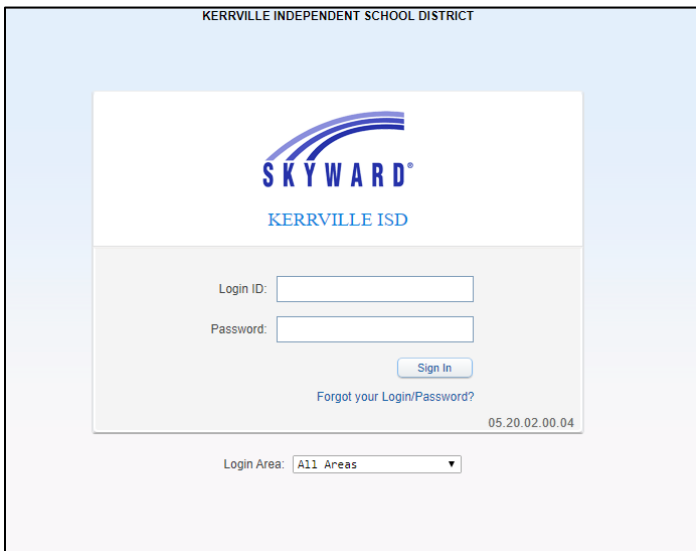 KERRVILLE INDEPENDENT SCHOOL DISTRICT
SKYWARD®
KERRVILLE ISD
Login ID:
Password:
Sign In
Forgot your Login/Password?
05.20.02.00.04
Login Area: All Areas